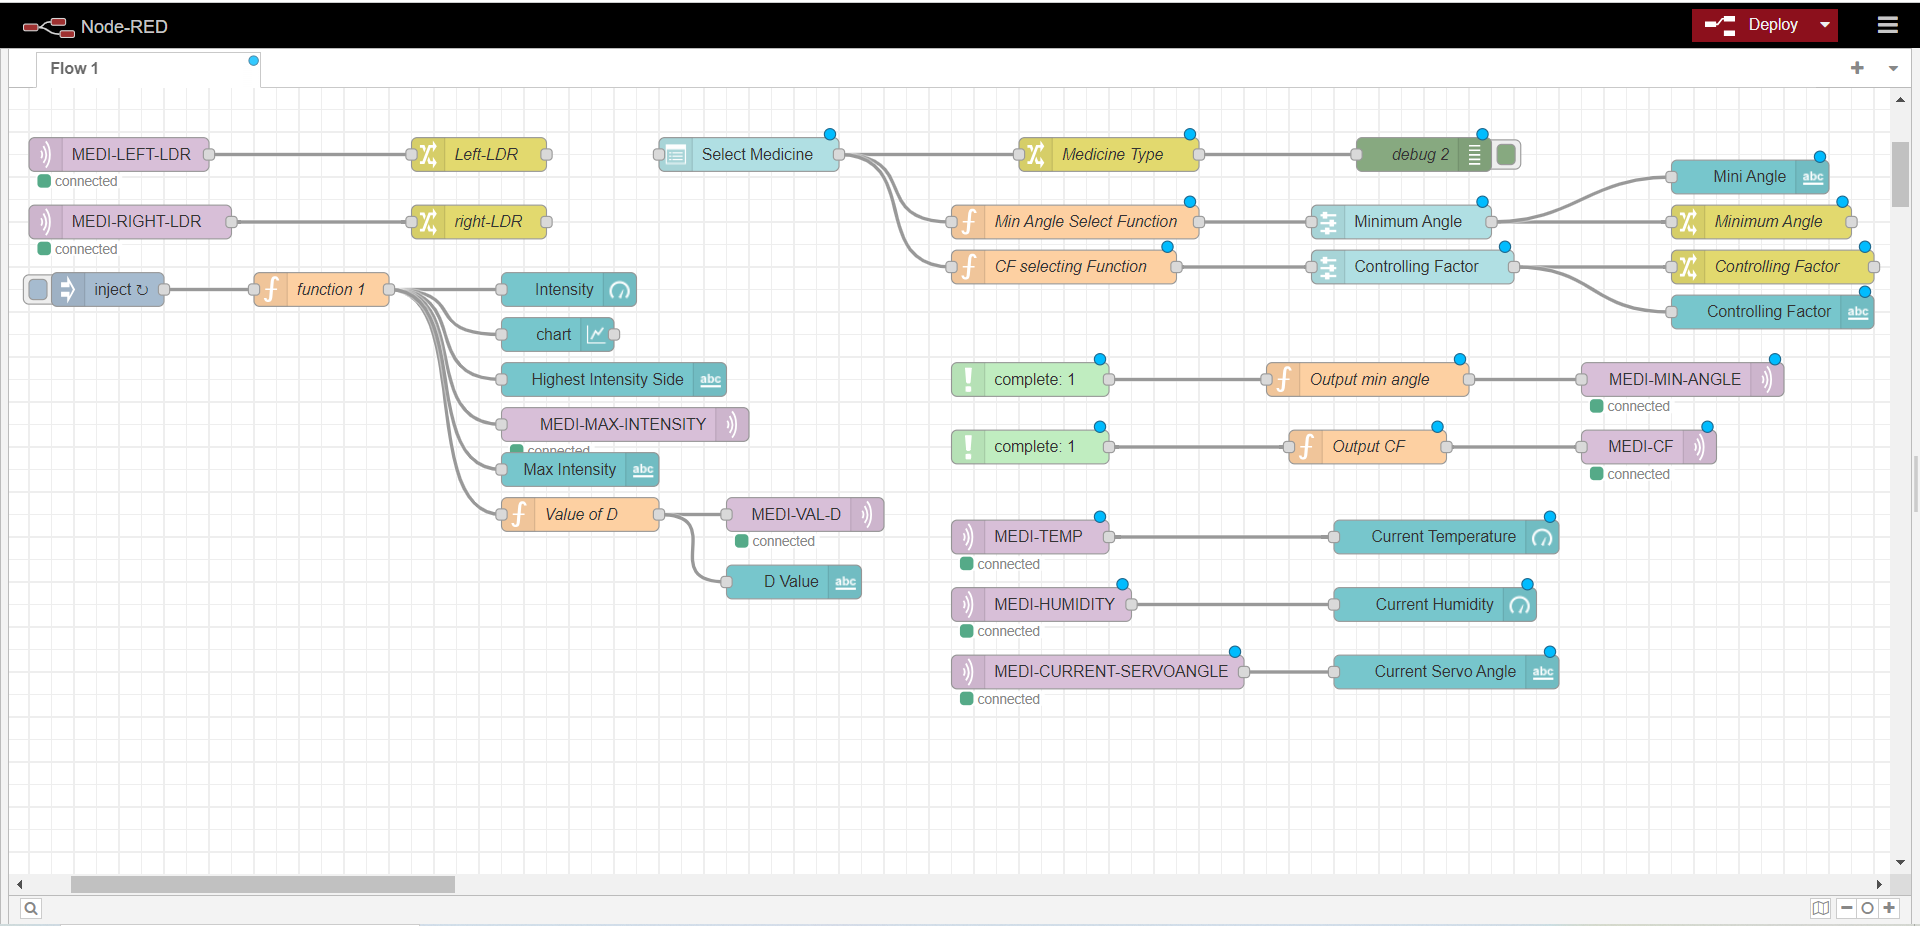 Node-RED
Deploy
Flow 1
MEDI-LEFT-LDR
connected
Left-LDR
MEDI-RIGHT-LDR
connected
right-LDR
inject ↻
function 1
Intensity
chart
Highest Intensity Side
abc
MEDI-MAX-INTENSITY
connected
Max Intensity
abc
Value of D
MEDI-VAL-D
connected
D Value
abc
Select Medicine
Medicine Type
debug 2
Mini Angle
abc
Min Angle Select Function
Minimum Angle
Minimum Angle
CF selecting Function
Controlling Factor
Controlling Factor
Controlling Factor
abc
complete: 1
Output min angle
MEDI-MIN-ANGLE
connected
complete: 1
Output CF
MEDI-CF
connected
MEDI-TEMP
connected
Current Temperature
MEDI-HUMIDITY
connected
Current Humidity
MEDI-CURRENT-SERVOANGLE
connected
Current Servo Angle
abc